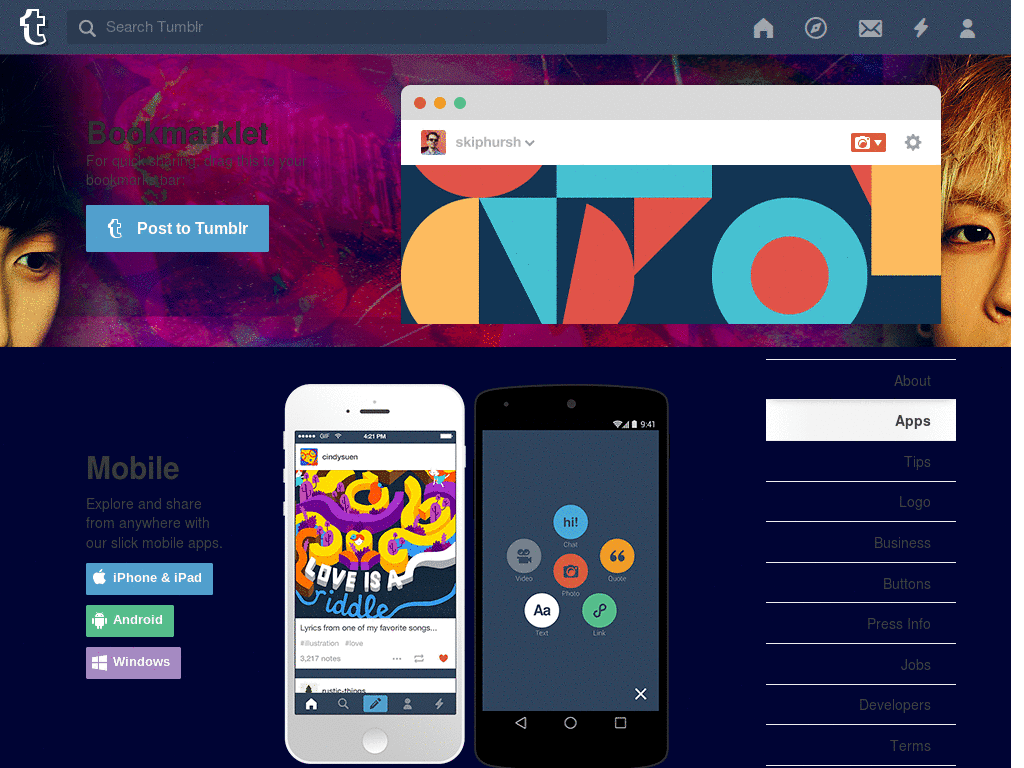 Search Tumblr
Bookmarklet
For quick sharing, drag this to your
bookmarket bar:
Post to Tumblr
skiphursh
Mobile
Explore and share
from anywhere with
our slick mobile apps.
iPhone & iPad
Android
Windows
GIF
4:21 PM
cindysuen
LOVE IS A
riddle
Lyrics from one of my favorite songs...
#illustration #love
3,217 notes
rustic-things
9:41
hi!
Chat
Video
Quote
Photo
Aa
Text
Link
About
Apps
Tips
Logo
Business
Buttons
Press Info
Jobs
Developers
Terms